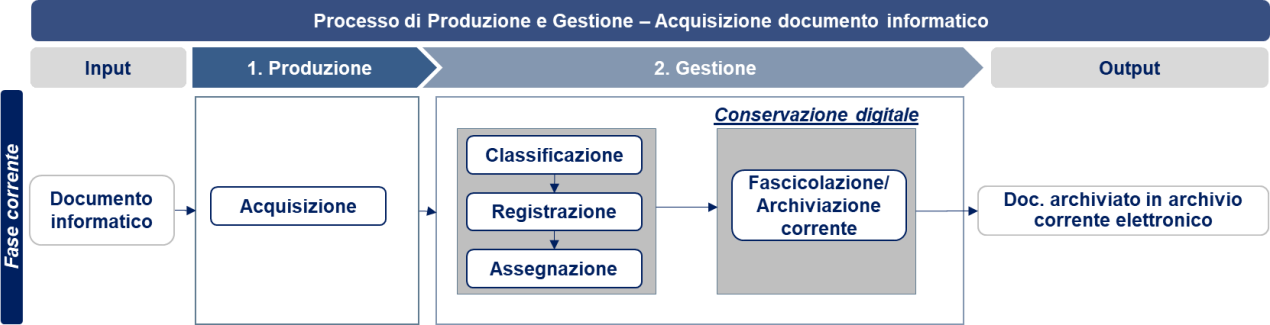 Processo di Produzione e Gestione – Acquisizione documento informatico
Input
1. Produzione
2. Gestione
Output
Fase corrente
Documento
informatico
Acquisizione
Classificazione
Registrazione
Assegnazione
Conservazione digitale
Fascicolazione/
Archiviazione
corrente
Doc. archiviato in archivio
corrente elettronico